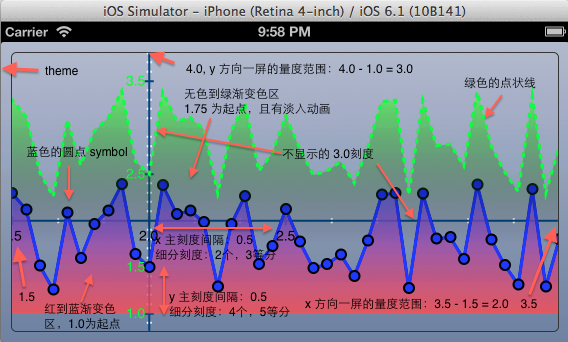 iOS Simulator - iPhone (Retina 4-inch) / iOS 6.1 (10B141)
Carrier 9:58 PM
4.0, y 方向一屏的量度范围：4.0 - 1.0 = 3.0
theme
3.5
绿色的点状线
无色到绿渐变色区
1.75 为起点，且有淡入动画
蓝色的圆点 symbol
不显示的 3.0刻度
2.5
.5
2.0
2.5
x 主刻度间隔：0.5
细分刻度：2个，3等分
1.5
1.5
y 主刻度间隔：0.5
细分刻度：4个，5等分
x 方向一屏的量度范围：3.5 - 1.5 = 2.0 3.5
红到蓝渐变色
区，1.0为起点
1.0